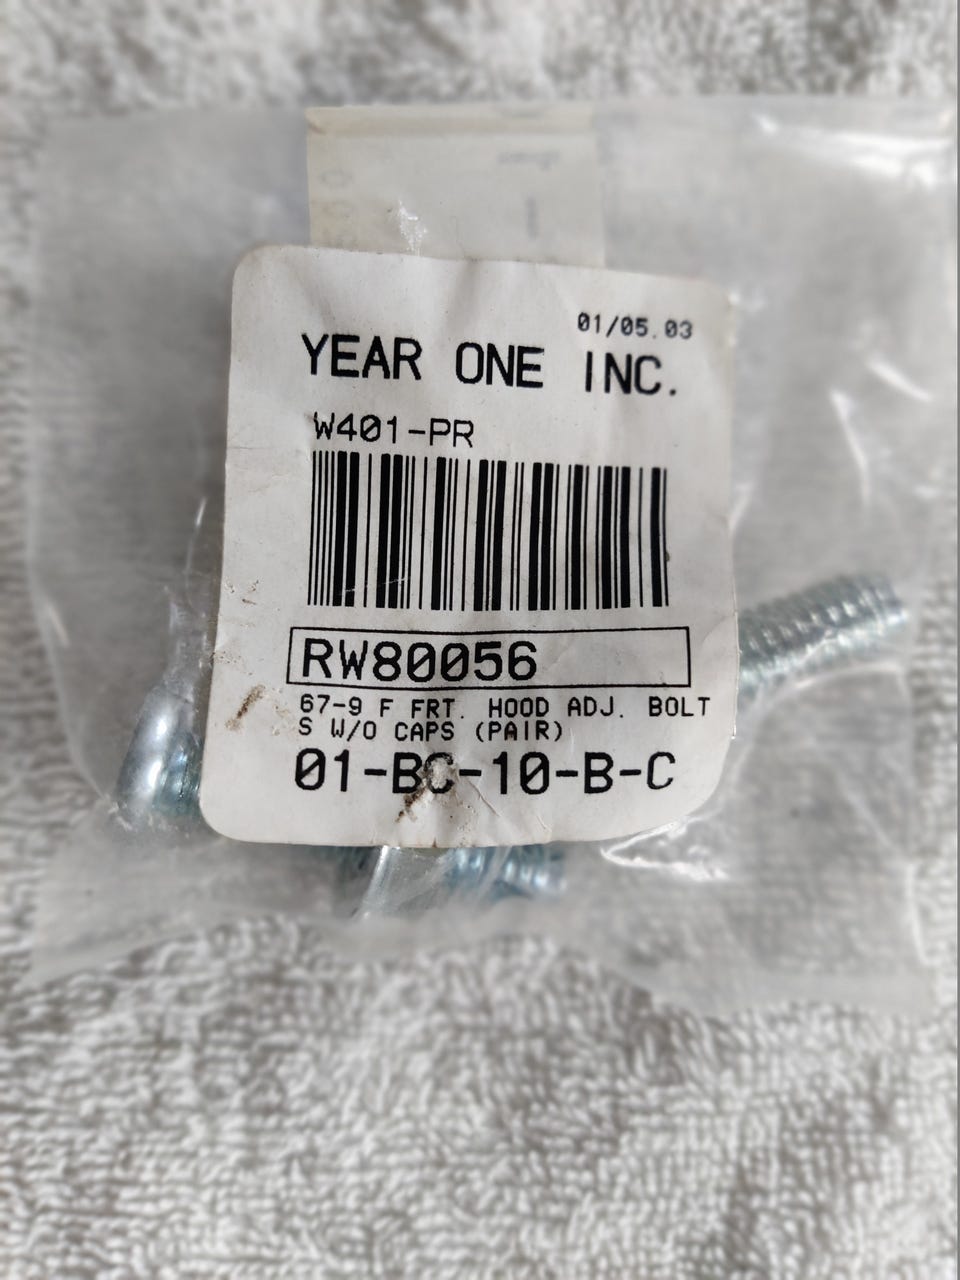 01/05.03
YEAR ONE INC.
W401-PR
RW80056
67-9 F FRT. HOOD ADJ. BOLT
S W/O CAPS (PAIR)
01-BC-10-B-C